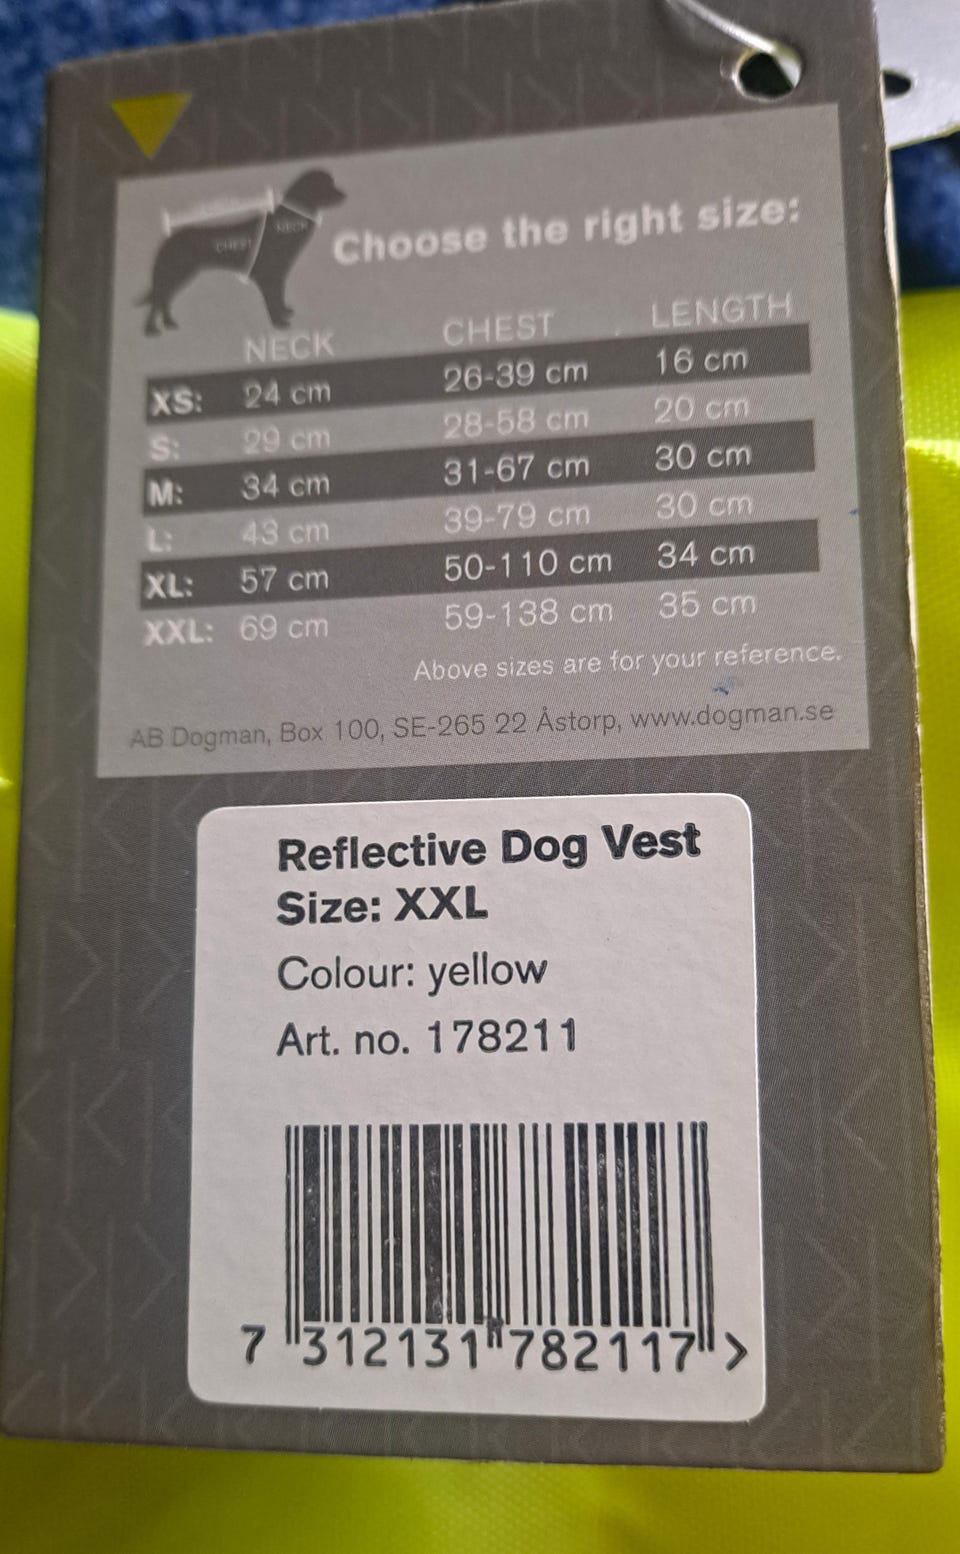 Choose the right size:
CHEST NECK
NECK CHEST LENGTH
XS: 24 cm 26-39 cm 16 cm
S: 29 cm 28-58 cm 20 cm
M: 34 cm 31-67 cm 30 cm
L: 43 cm 39-79 cm 30 cm
XL: 57 cm 50-110 cm 34 cm
XXL: 69 cm 59-138 cm 35 cm
Above sizes are for your reference.
AB Dogman, Box 100, SE-265 22 Åstorp, www.dogman.se
Reflective Dog Vest
Size: XXL
Colour: yellow
Art. no. 178211
7 312131 782117 >